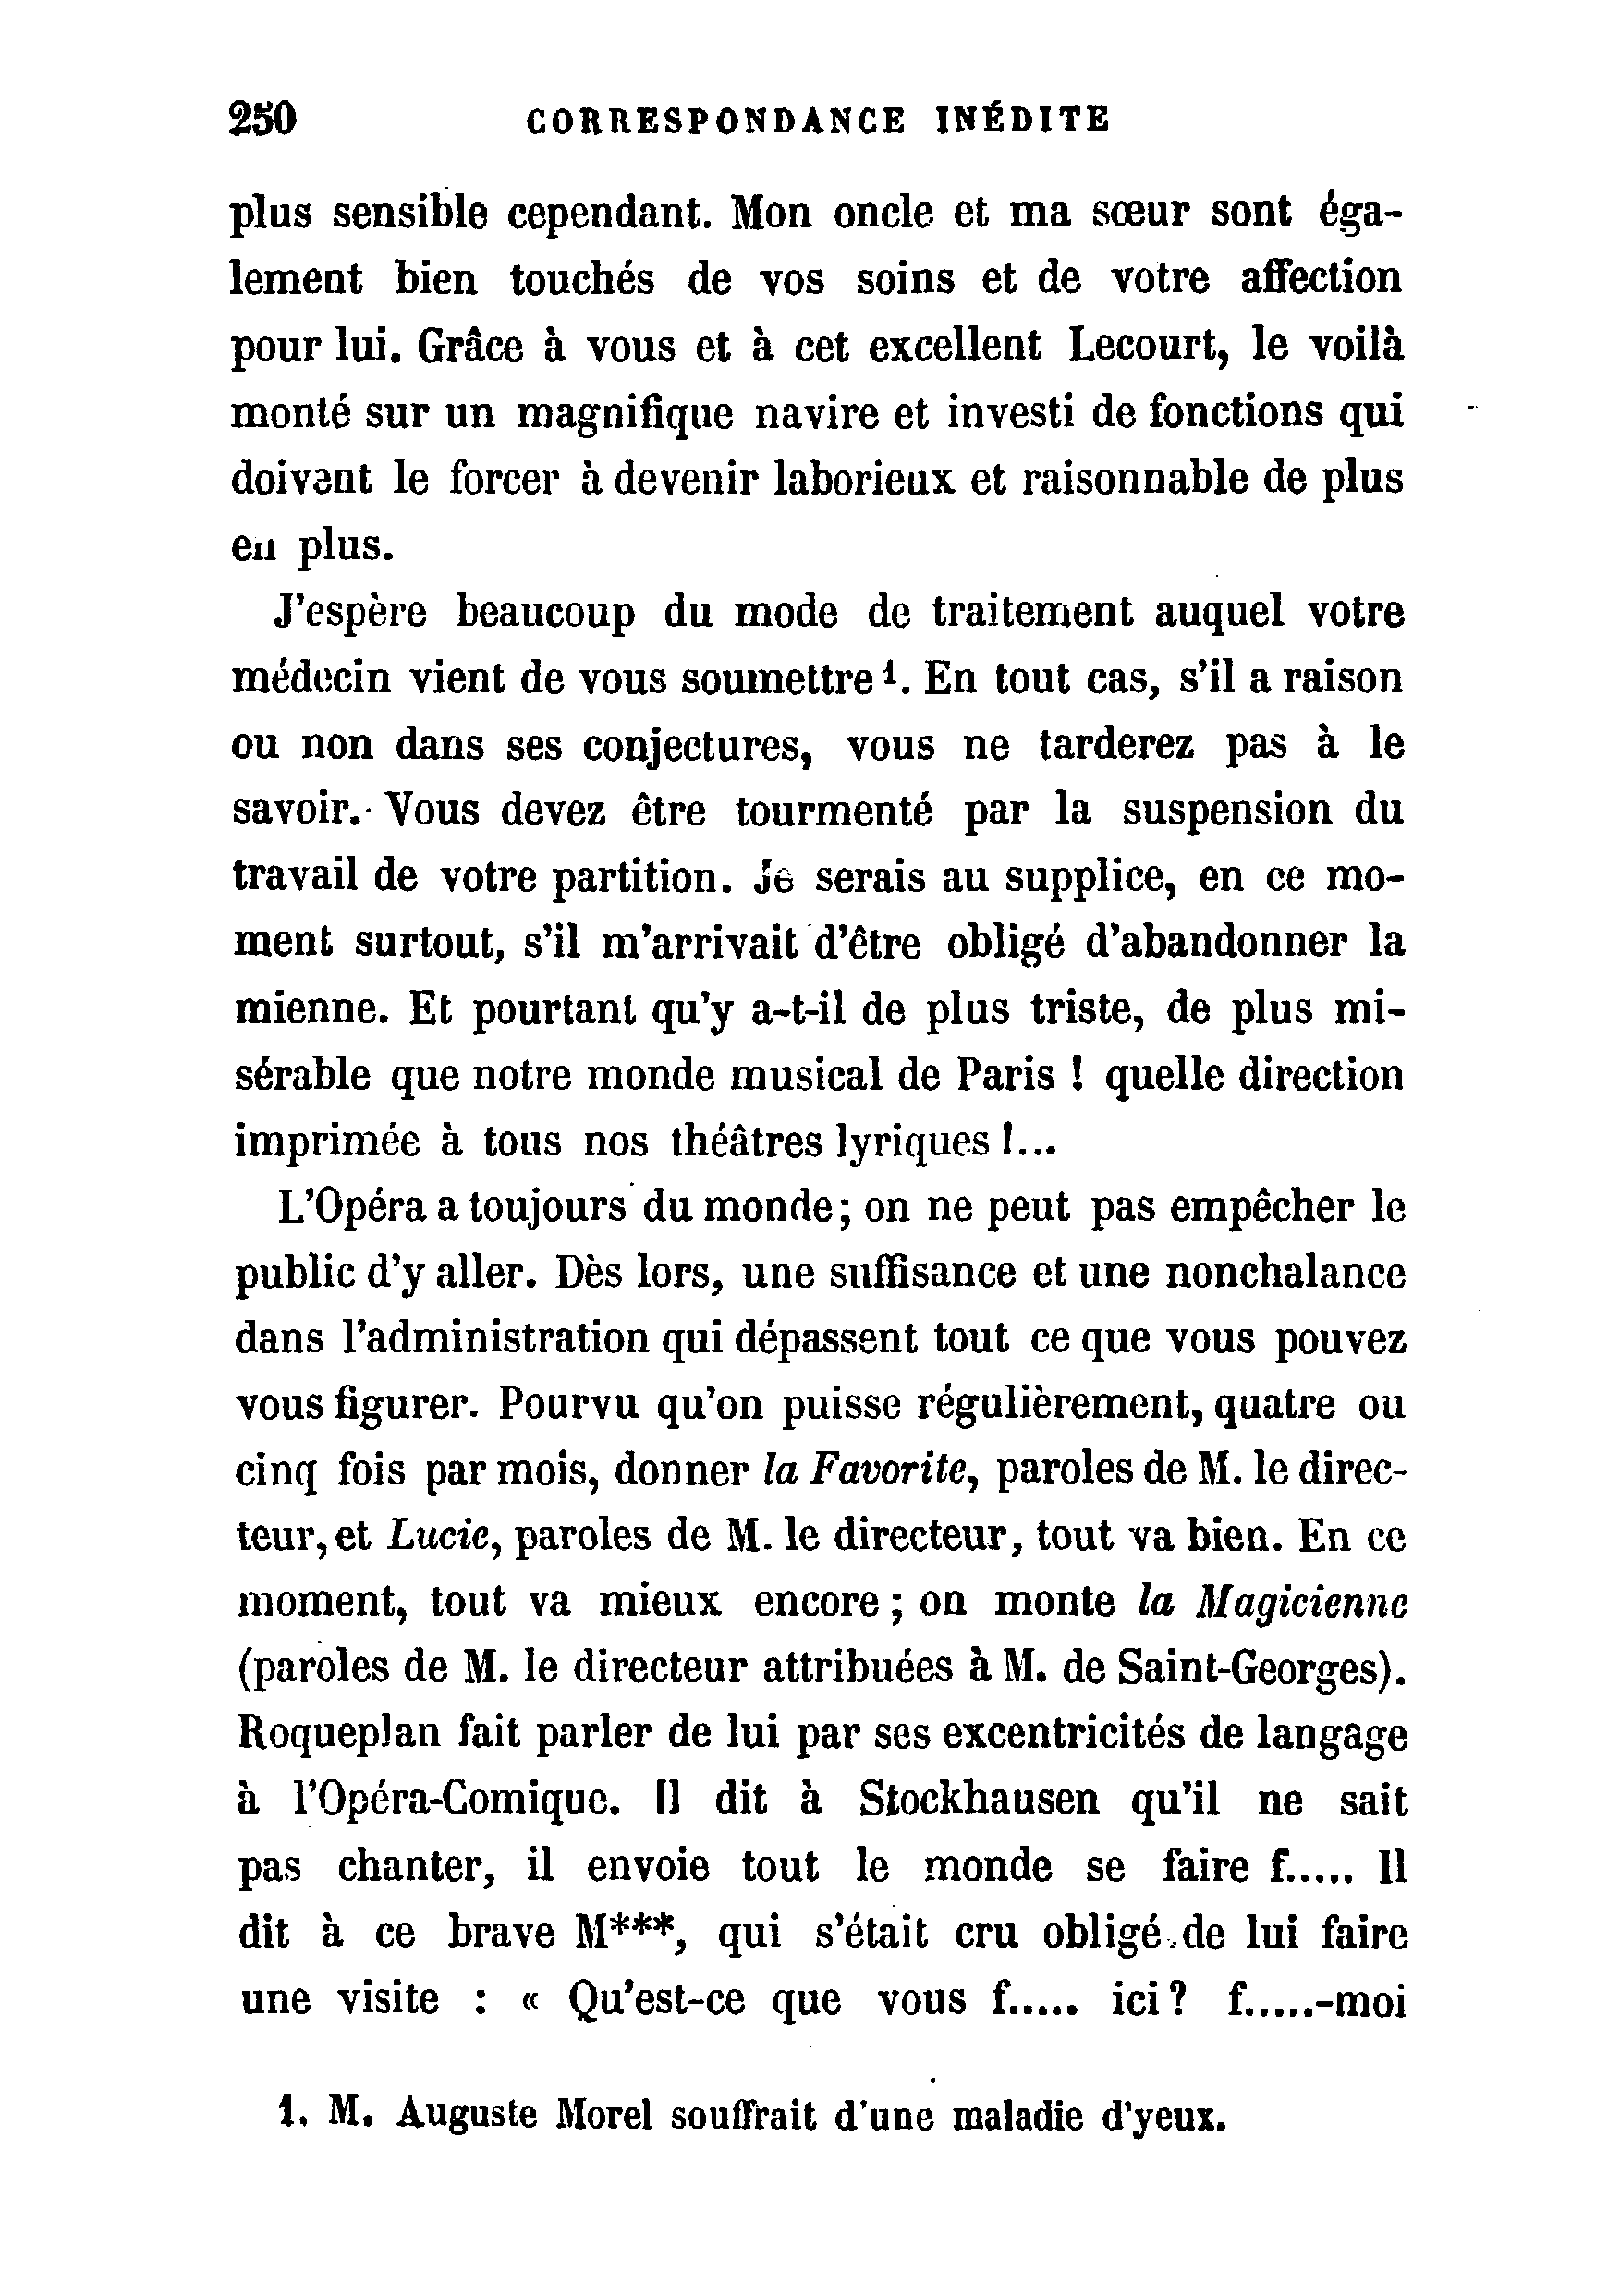 250 CORRESPONDANCE INÉDITE
plus sensible cependant. Mon oncle et ma sœur sont éga-
lement bien touchés de vos soins et de votre affection
pour lui. Grâce à vous et à cet excellent Lecourt, le voilà
monté sur un magnifique navire et investi de fonctions qui
doivent le forcer à devenir laborieux et raisonnable de plus
en plus.
J'espère beaucoup du mode de traitement auquel votre
médecin vient de vous soumettre 1. En tout cas, s'il a raison
ou non dans ses conjectures, vous ne tarderez pas à le
savoir. Vous devez être tourmenté par la suspension du
travail de votre partition. Je serais au supplice, en ce mo-
ment surtout, s'il m'arrivait d'être obligé d'abandonner la
mienne. Et pourtant qu'y a-t-il de plus triste, de plus mi-
sérable que notre monde musical de Paris ! quelle direction
imprimée à tous nos théâtres lyriques !...
L'Opéra a toujours du monde; on ne peut pas empêcher le
public d'y aller. Dès lors, une suffisance et une nonchalance
dans l'administration qui dépassent tout ce que vous pouvez
vous figurer. Pourvu qu'on puisse régulièrement, quatre ou
cinq fois par mois, donner la Favorite, paroles de M. le direc-
teur, et Lucie, paroles de M. le directeur, tout va bien. En ce
moment, tout va mieux encore ; on monte la Magicienne
(paroles de M. le directeur attribuées à M. de Saint-Georges).
Roqueplan fait parler de lui par ses excentricités de langage
à l'Opéra-Comique. Il dit à Stockhausen qu'il ne sait
pas chanter, il envoie tout le monde se faire f..... Il
dit à ce brave M***, qui s'était cru obligé de lui faire
une visite : « Qu'est-ce que vous f..... ici ? f.....-moi
1. M. Auguste Morel souffrait d'une maladie d'yeux.